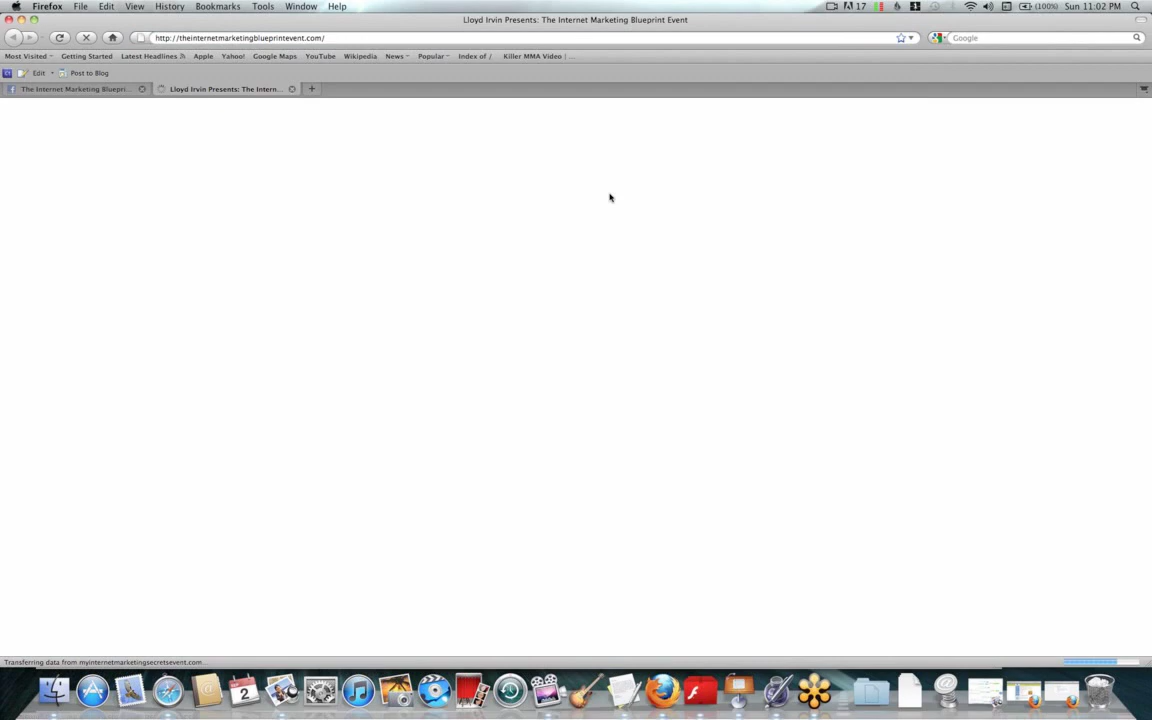 Firefox File Edit View History Bookmarks Tools Window Help 17 (100%) Sun 11:02 PM
Lloyd Irvin Presents: The Internet Marketing Blueprint Event
http://theinternetmarketingblueprintevent.com/ Google
Most Visited Getting Started Latest Headlines Apple Yahoo! Google Maps YouTube Wikipedia News Popular Index of / Killer MMA Video | ...
Edit Post to Blog
The Internet Marketing Bluepri... Lloyd Irvin Presents: The Intern...
Transferring data from myinternetmarketingsecretsevent.com...
2